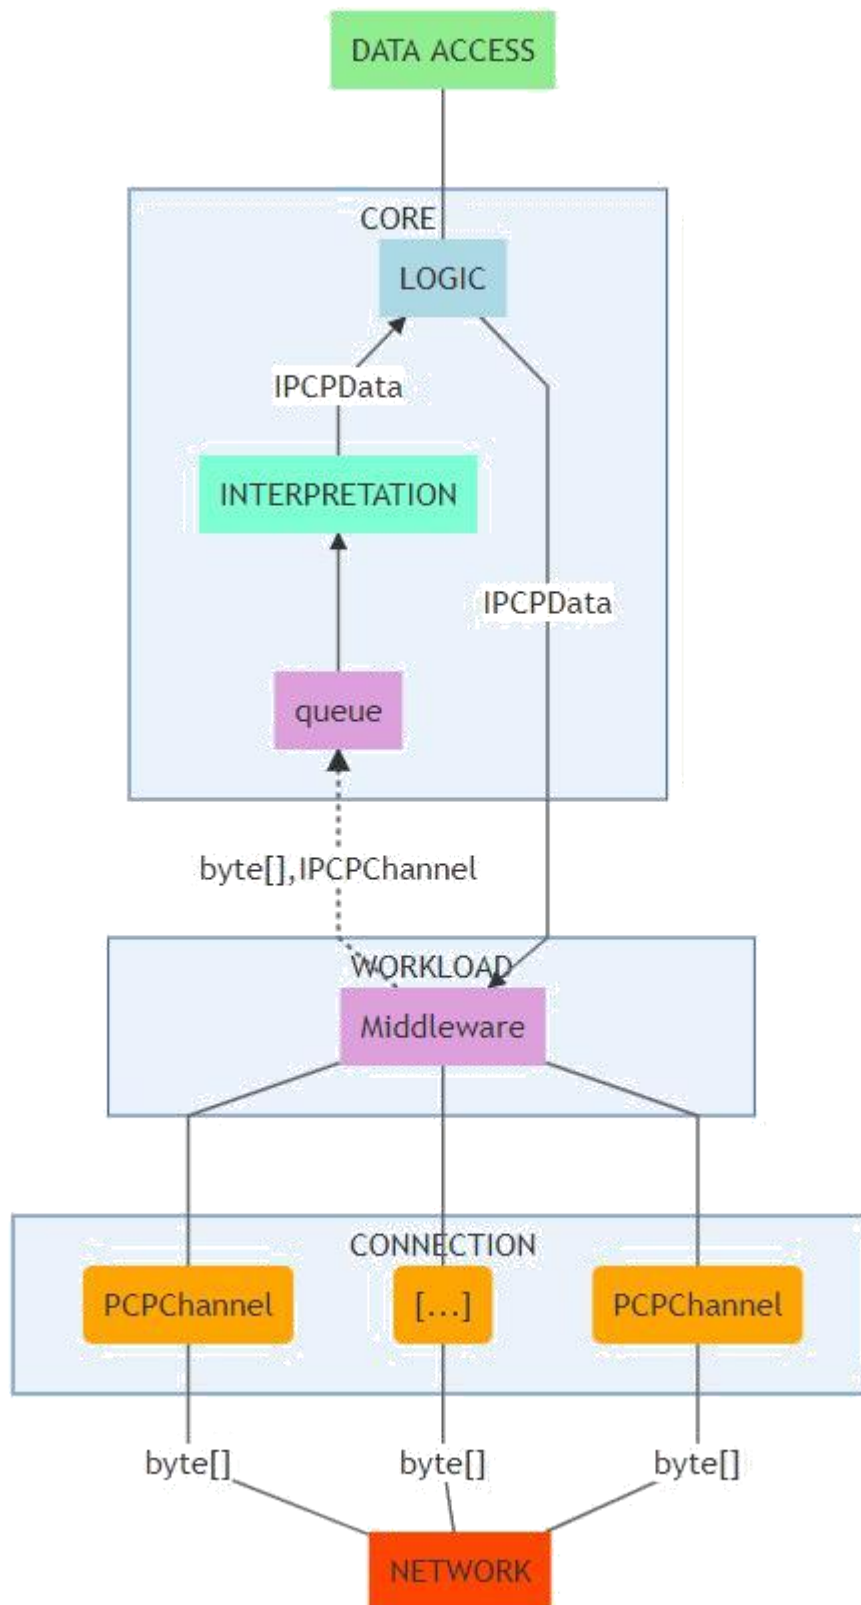 DATA ACCESS
CORE
LOGIC
IPCPData
INTERPRETATION
IPCPData
queue
byte[],IPCPChannel
WORKLOAD
Middleware
CONNECTION
PCPChannel
[...]
PCPChannel
byte[]
byte[]
byte[]
NETWORK